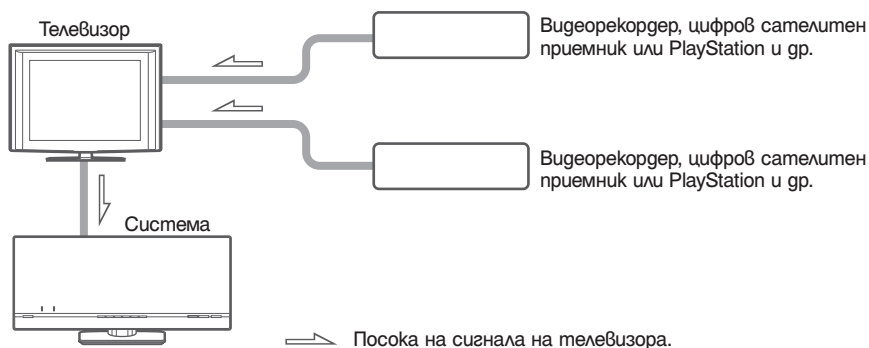 Телевизор
Видеорекордер, цифров сателитен
приемник или PlayStation и др.
Видеорекордер, цифров сателитен
приемник или PlayStation и др.
Система
Посока на сигнала на телевизора.